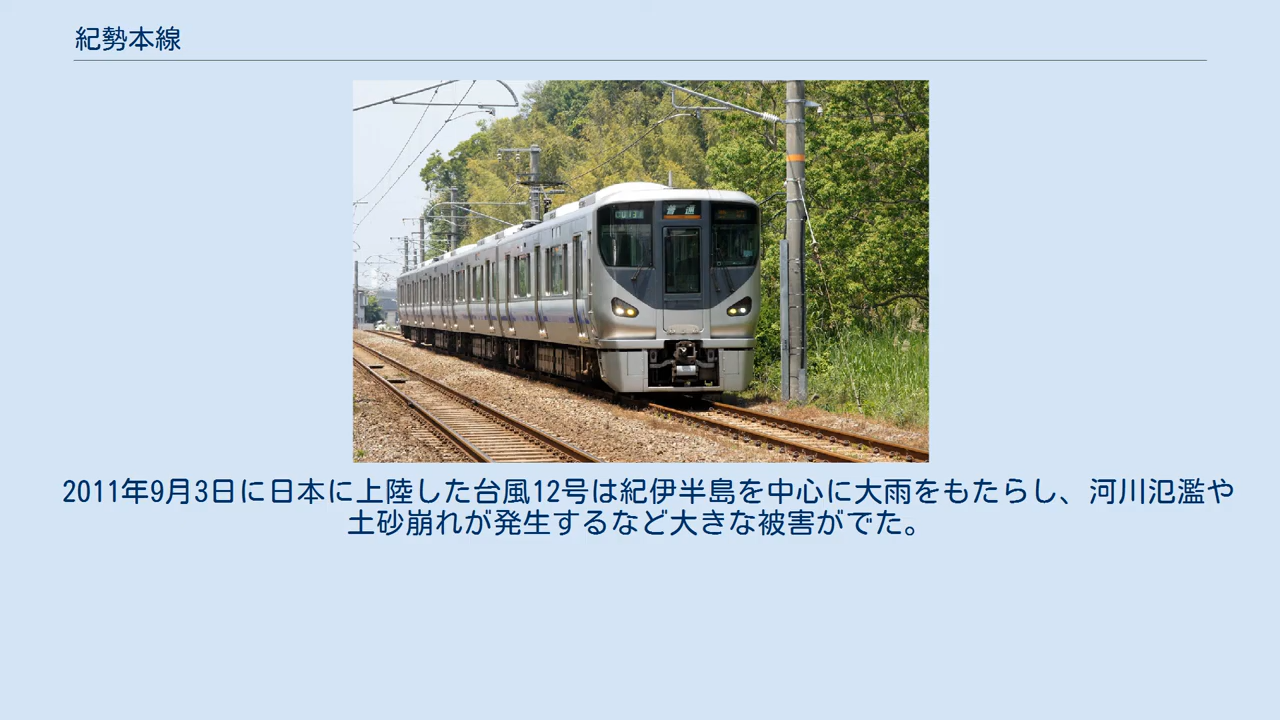 紀勢本線
普通
2011年9月3日に日本に上陸した台風12号は紀伊半島を中心に大雨をもたらし、河川氾濫や
土砂崩れが発生するなど大きな被害がでた。